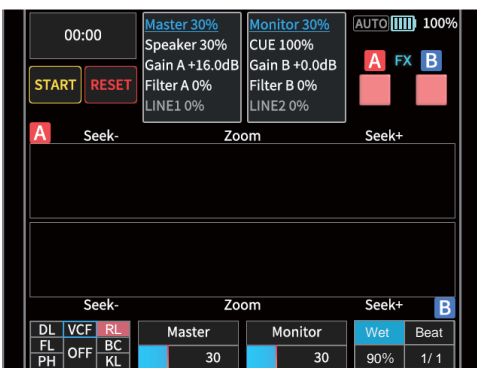 00:00
START RESET
Master 30%
Speaker 30%
Gain A +16.0dB
Filter A 0%
LINE1 0%
Monitor 30%
CUE 100%
Gain B +0.0dB
Filter B 0%
LINE2 0%
AUTO 100%
A FX B
A Seek- Zoom Seek+
Seek- Zoom Seek+ B
DL VCF RL
FL OFF BC
PH KL
Master
30
Monitor
30
Wet Beat
90% 1/ 1